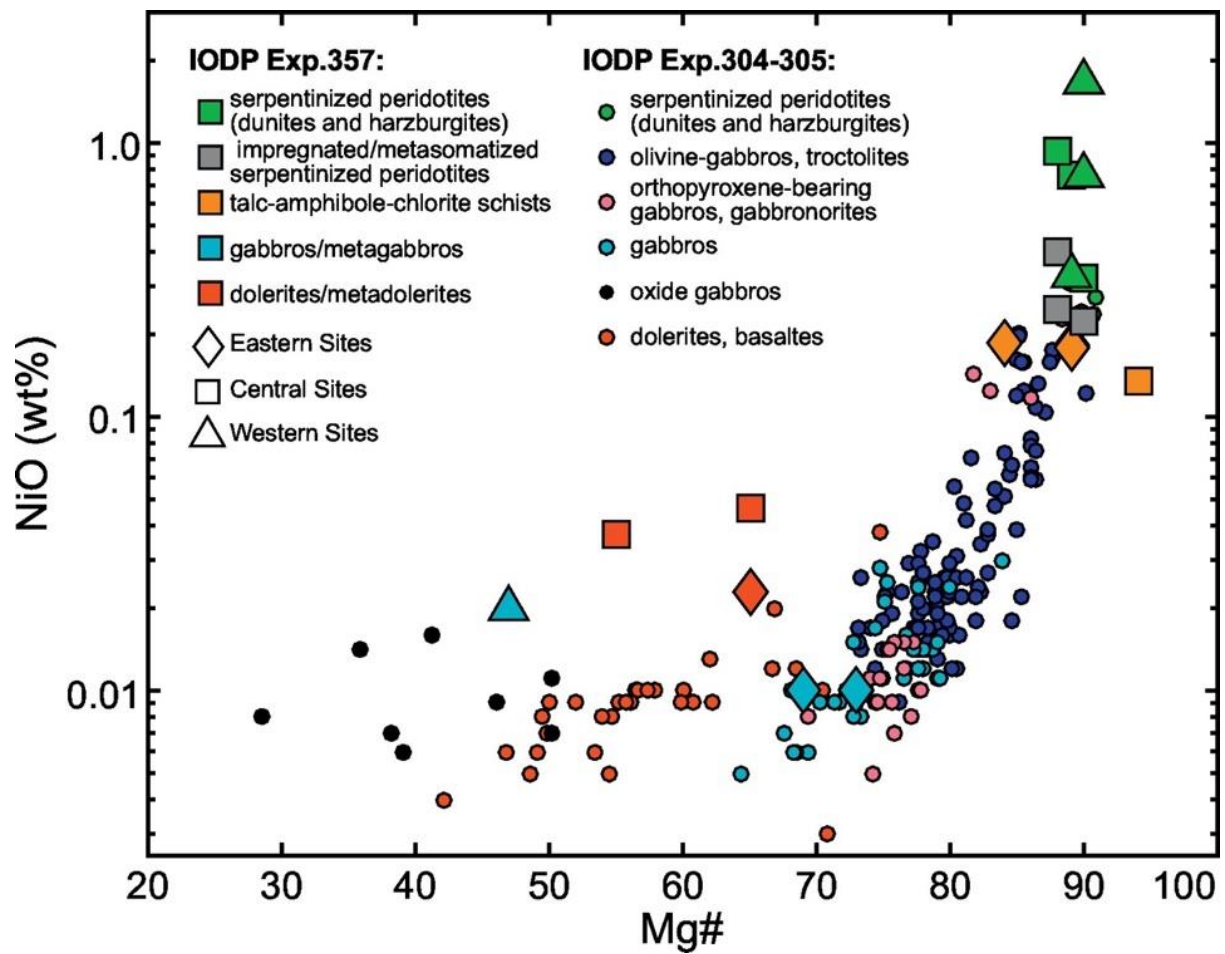 IODP Exp.357:
serpentinized peridotites
(dunites and harzburgites)
impregnated/metasomatized
serpentinized peridotites
talc-amphibole-chlorite schists
gabbros/metagabbros
dolerites/metadolerites
Eastern Sites
Central Sites
Western Sites
IODP Exp.304-305:
serpentinized peridotites
(dunites and harzburgites)
olivine-gabbros, troctolites
orthopyroxene-bearing
gabbros, gabbronorites
gabbros
oxide gabbros
dolerites, basaltes
NiO (wt%)
1.0
0.1
0.01
20 30 40 50 60 70 80 90 100
Mg#